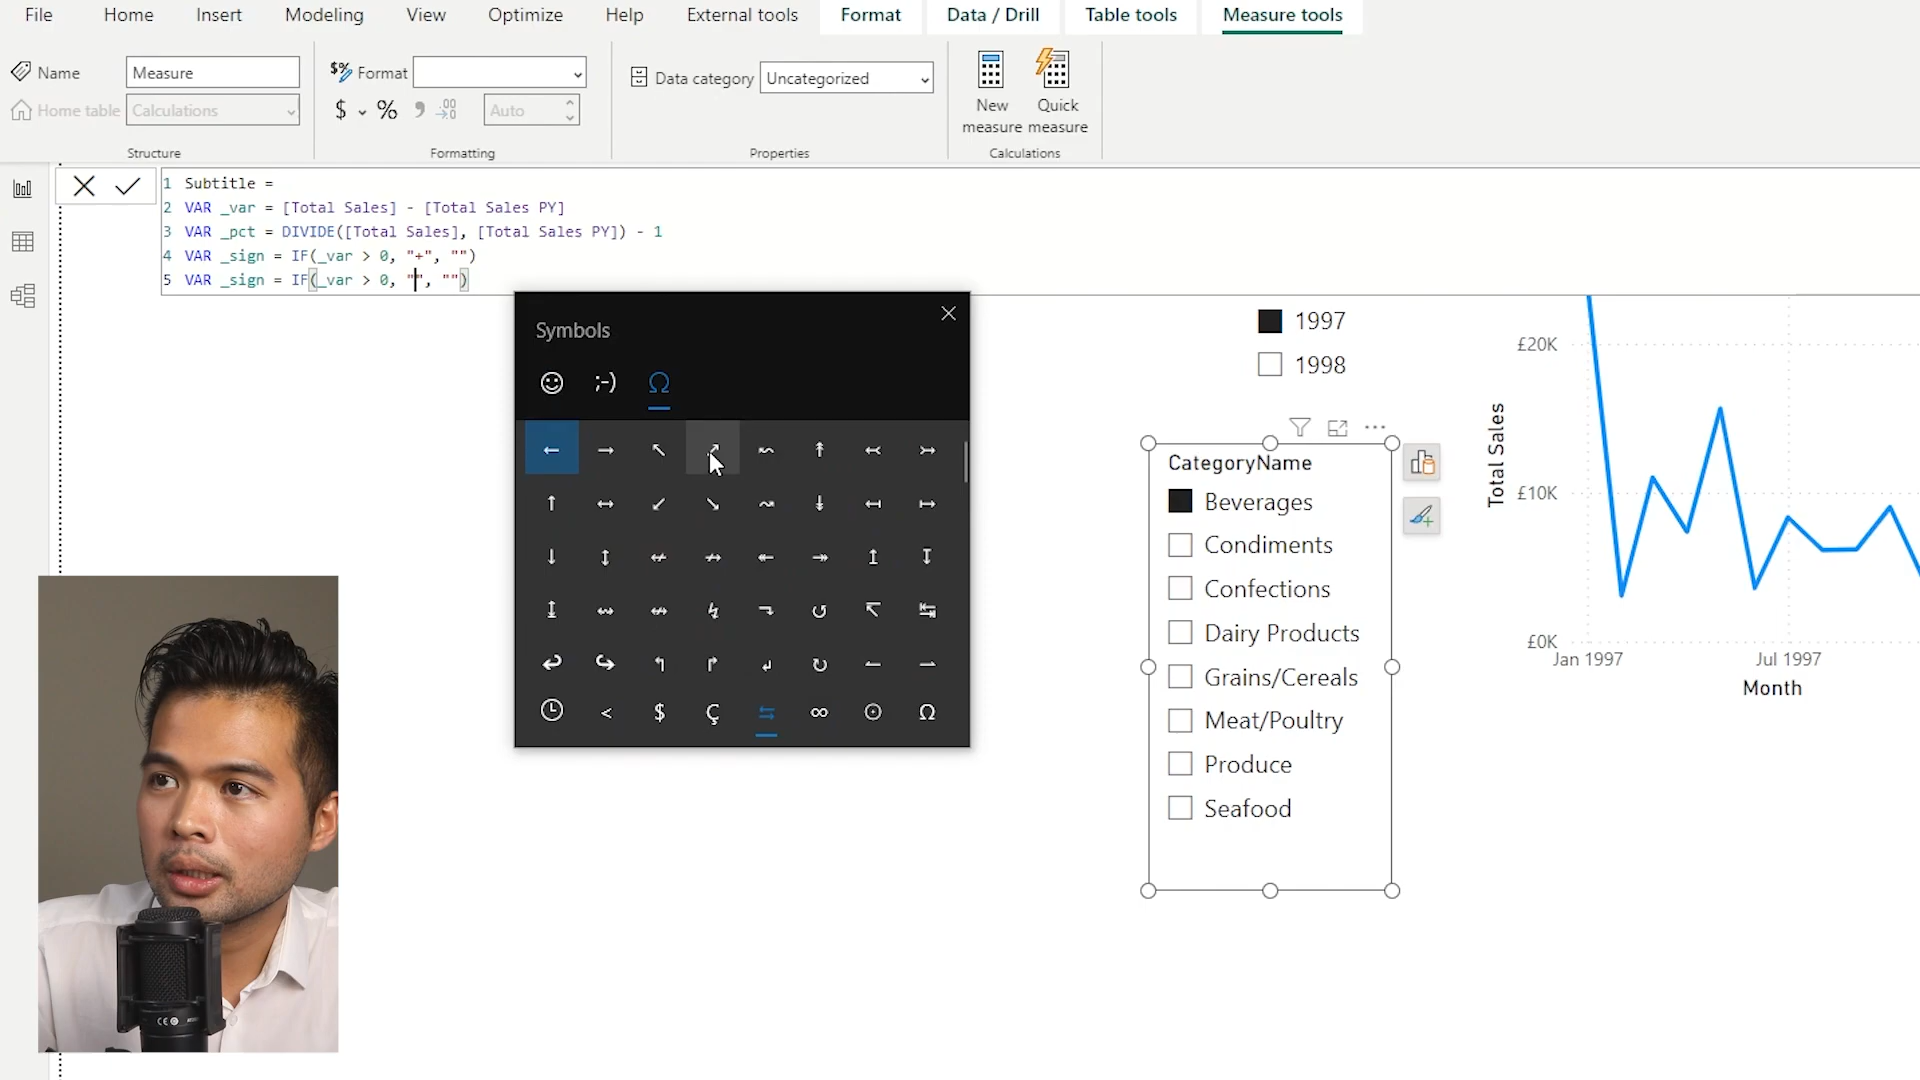 File Home Insert Modeling View Optimize Help External tools Format Data / Drill Table tools Measure tools
Name Measure
Home table Calculations
Structure
$% Format
$ % 9 .00 →.0 Auto
Formatting
Data category Uncategorized
Properties
New measure
Quick measure
Calculations
1 Subtitle =
2 VAR _var = [Total Sales] - [Total Sales PY]
3 VAR _pct = DIVIDE([Total Sales], [Total Sales PY]) - 1
4 VAR _sign = IF(_var > 0, "+", "")
5 VAR _sign = IF(_var > 0, "", "")
Symbols
;-) Ω
← → ↖ ↗ ↜ ↟ ↢ ↣
↑ ↔ ↙ ↘ ↝ ↡ ↤ ↦
↓ ↕ ↚ ↛ ↞ ↠ ↥ ↧
↨ ↭ ↮ ↯ ¬ ↺ ↸ ↹
↩ ↪ ↰ ↱ ↲ ↻ ↼ ⇀
< $ Ç ⇆ ∞ ⊙ Ω
1997
1998
CategoryName
Beverages
Condiments
Confections
Dairy Products
Grains/Cereals
Meat/Poultry
Produce
Seafood
Total Sales
£20K
£10K
£0K
Jan 1997 Jul 1997
Month